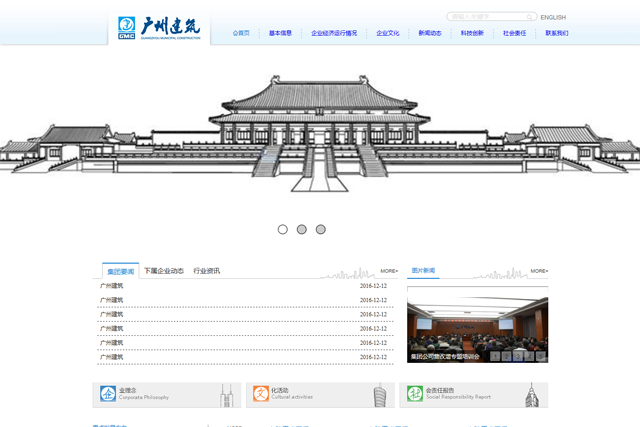 请输入关键字
ENGLISH
广州建筑
GMC
GUANGZHOU MUNICIPAL CONSTRUCTION
公首页
基本信息
企业经济运行情况
企业文化
新闻动态
科技创新
社会责任
联系我们
集团要闻
下属企业动态
行业资讯
MORE+
图片新闻
MORE+
广州建筑 2016-12-12
广州建筑 2016-12-12
广州建筑 2016-12-12
广州建筑 2016-12-12
广州建筑 2016-12-12
广州建筑 2016-12-12
集团公司营改增专题培训会
企 业理念
Corporate Philosophy
文 化活动
Cultural activities
社 会责任报告
Social Responsibility Report